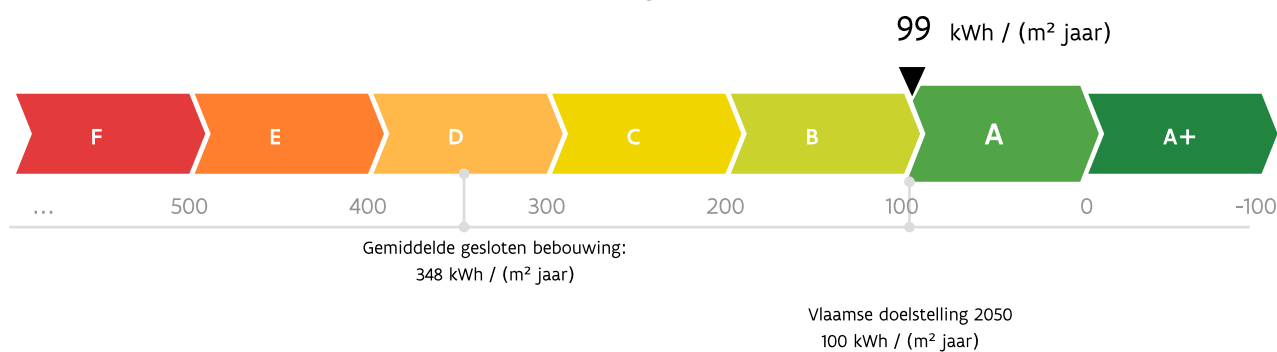 99 kWh / (m² jaar)
F E D C B A A+
... 500 400 300 200 100 0 -100
Gemiddelde gesloten bebouwing:
348 kWh / (m² jaar)
Vlaamse doelstelling 2050
100 kWh / (m² jaar)